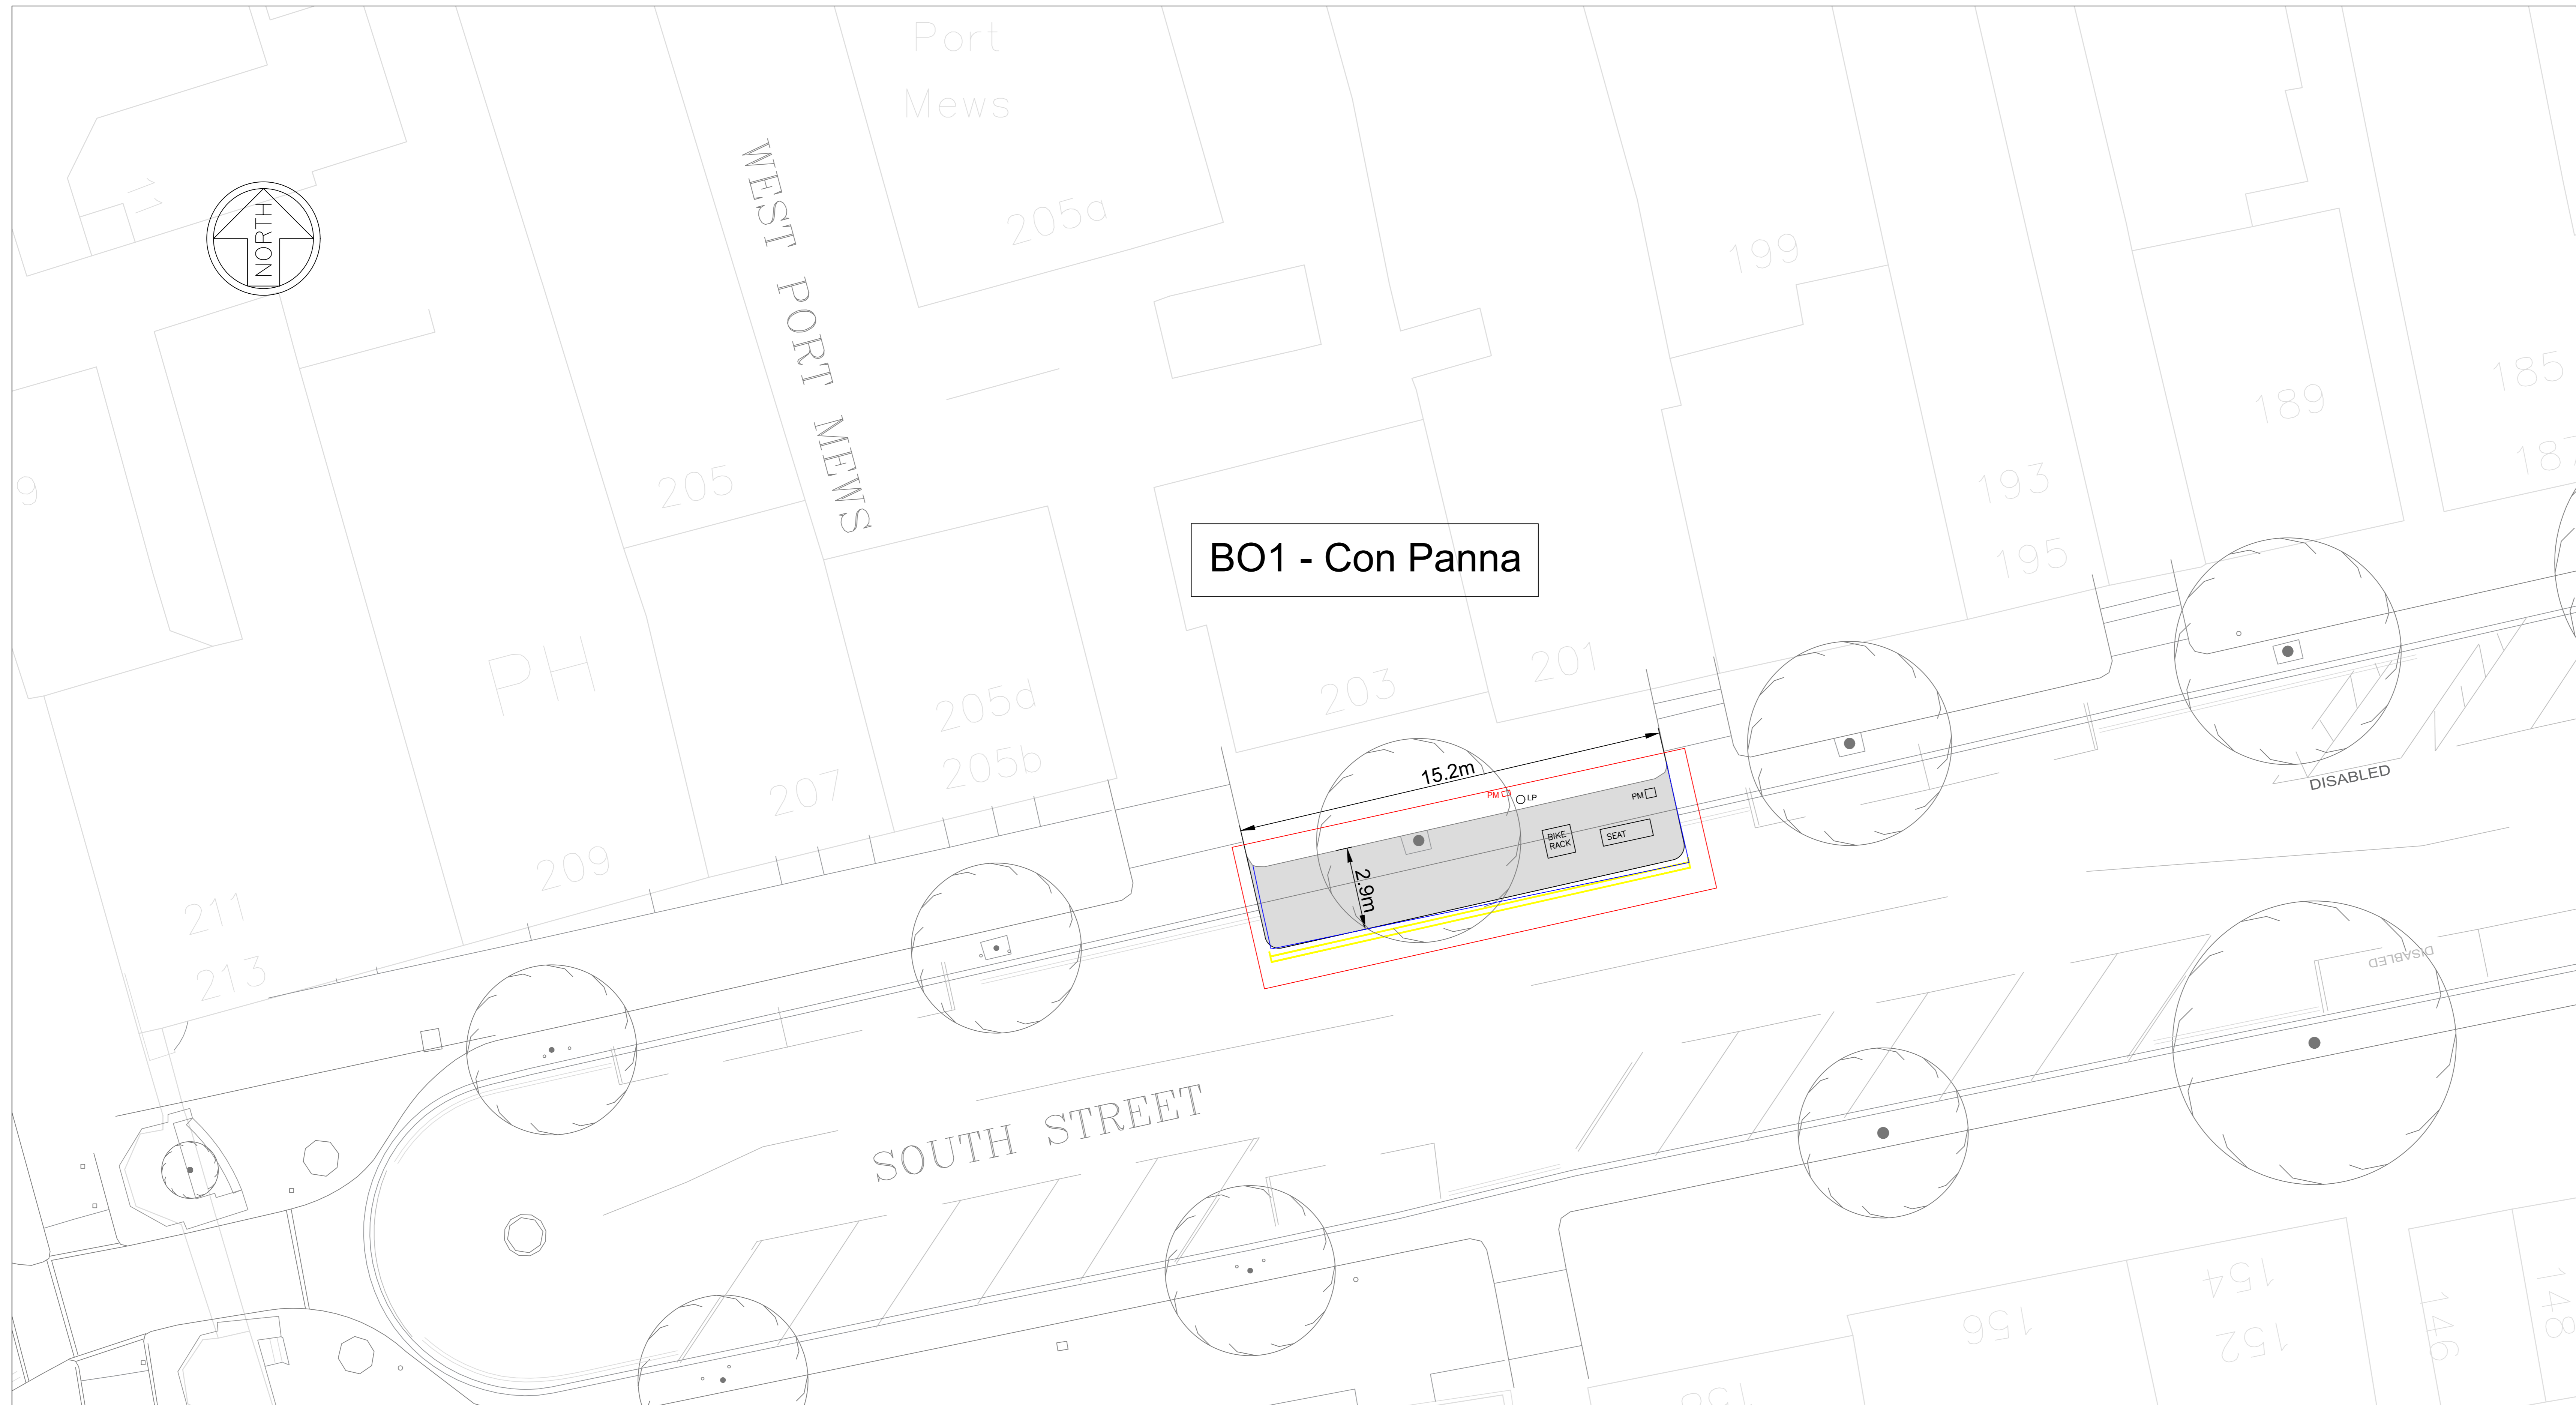 Port
Mews
11
NORTH
WEST PORT MEWS
205a
199
185
189
187
9
205
193
195
BO1 - Con Panna
PH
203
201
205d
205b
207
209
211
213
15.2m
PM
LP
PM
BIKE
RACK
SEAT
2.9m
DISABLED
DISABLED
SOUTH STREET
156
154
152
146
148